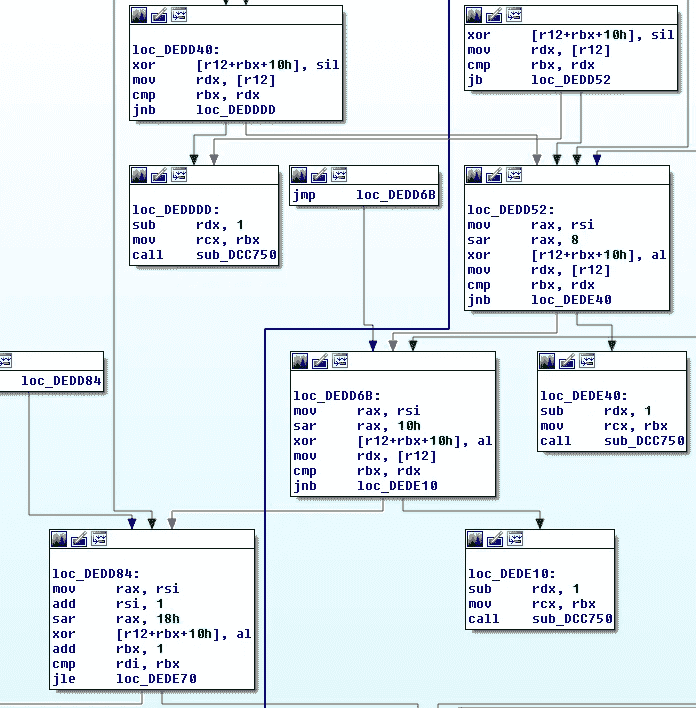 loc_DEDD40:
xor [r12+rbx+10h], sil
mov rdx, [r12]
cmp rbx, rdx
jnb loc_DEDDDD
xor [r12+rbx+10h], sil
mov rdx, [r12]
cmp rbx, rdx
jb loc_DEDD52
loc_DEDDDD:
sub rdx, 1
mov rcx, rbx
call sub_DCC750
jmp loc_DEDD6B
loc_DEDD52:
mov rax, rsi
sar rax, 8
xor [r12+rbx+10h], al
mov rdx, [r12]
cmp rbx, rdx
jnb loc_DEDE40
loc_DEDD84
loc_DEDD6B:
mov rax, rsi
sar rax, 10h
xor [r12+rbx+10h], al
mov rdx, [r12]
cmp rbx, rdx
jnb loc_DEDE10
loc_DEDE40:
sub rdx, 1
mov rcx, rbx
call sub_DCC750
loc_DEDD84:
mov rax, rsi
add rsi, 1
sar rax, 18h
xor [r12+rbx+10h], al
add rbx, 1
cmp rdi, rbx
jle loc_DEDE70
loc_DEDE10:
sub rdx, 1
mov rcx, rbx
call sub_DCC750